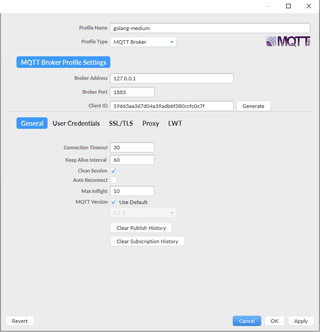 Profile Name golang-medium
Profile Type MQTT Broker
MQTT
MQTT Broker Profile Settings
Broker Address 127.0.0.1
Broker Port 1883
Client ID Generate
General User Credentials SSL/TLS Proxy LWT
Connection Timeout 30
Keep Alive Interval 60
Clean Session
Auto Reconnect
Max Inflight 10
MQTT Version Use Default
3.1.1
Clear Publish History
Clear Subscription History
Revert Cancel OK Apply